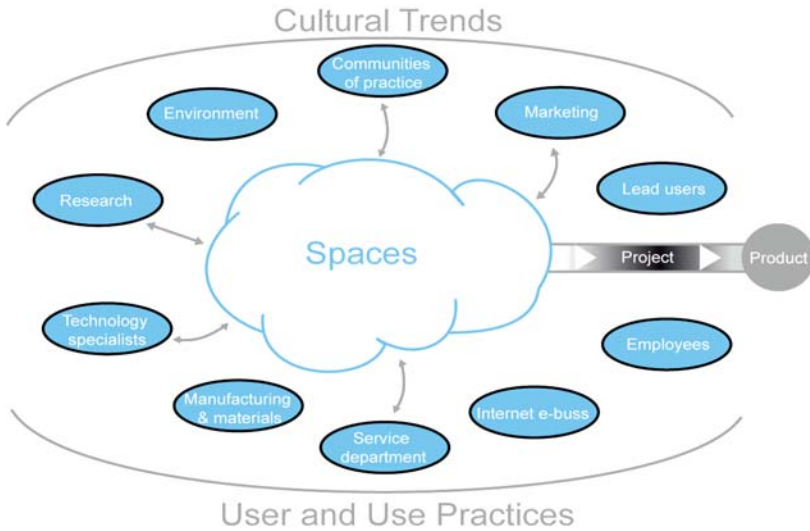 Cultural Trends
Communities
of practice
Environment
Marketing
Research
Lead users
Spaces
Project
Product
Technology
specialists
Employees
Manufacturing
& materials
Internet e-buss
Service
department
User and Use Practices